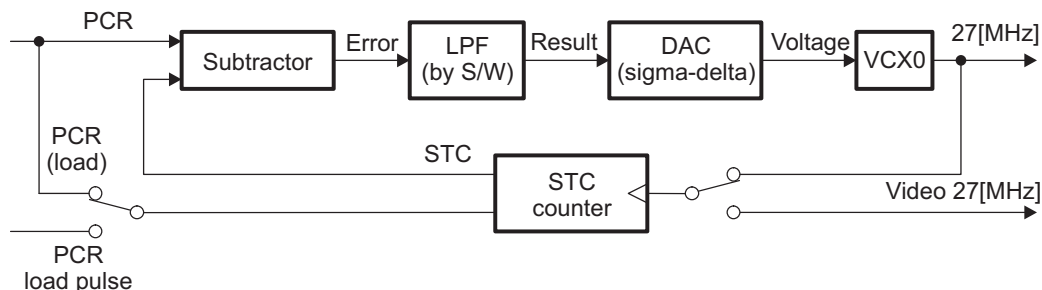 PCR
Subtractor
Error
LPF
(by S/W)
Result
DAC
(sigma-delta)
Voltage
VCX0
27[MHz]
PCR
(load)
STC
STC
counter
Video 27[MHz]
PCR
load pulse